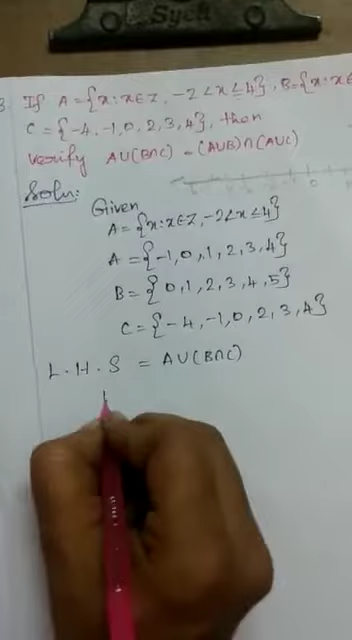 Syck
3. If A = {x : x ∈ Z, -2 < x ≤ 4}, B = {x : x
C = {-4, -1, 0, 2, 3, 4}, then
verify A∪(B∩C) = (A∪B)∩(A∪C)
Soln:
Given
A = {x : x ∈ Z, -2 < x ≤ 4}
A = {-1, 0, 1, 2, 3, 4}
B = {0, 1, 2, 3, 4, 5}
C = {-4, -1, 0, 2, 3, 4}
L.H.S = A∪(B∩C)